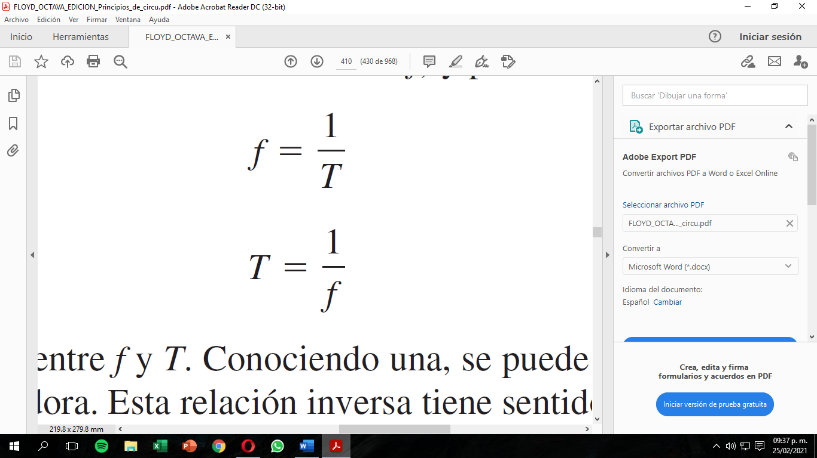 FLOYD_OCTAVA_EDICION_Principios_de_circu.pdf - Adobe Acrobat Reader DC (32-bit)
Archivo Edición Ver Firmar Ventana Ayuda
Inicio Herramientas FLOYD_OCTAVA_E... × Iniciar sesión
410 (430 de 968)
f = 1/T
T = 1/f
entre f y T. Conociendo una, se puede
lora. Esta relación inversa tiene sentid
219.8 x 279.8 mm
Buscar 'Dibujar una forma'
Exportar archivo PDF
Adobe Export PDF
Convertir archivos PDF a Word o Excel Online
Seleccionar archivo PDF
FLOYD_OCTA..._circu.pdf
Convertir a
Microsoft Word (*.docx)
Idioma del documento:
Español Cambiar
Crea, edita y firma
formularios y acuerdos en PDF
Iniciar versión de prueba gratuita
09:37 p. m.
25/02/2021